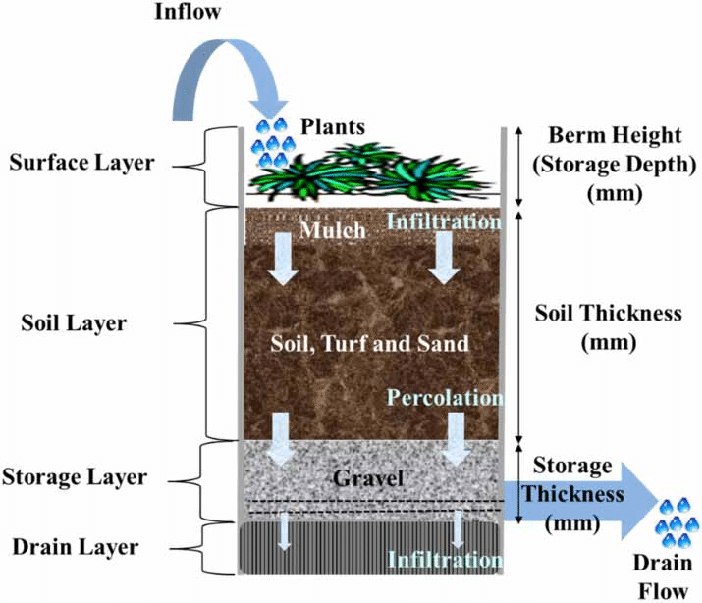 Inflow
Plants
Surface Layer
Berm Height
(Storage Depth)
(mm)
Mulch
Infiltration
Soil Layer
Soil, Turf and Sand
Soil Thickness
(mm)
Percolation
Storage Layer
Gravel
Storage
Thickness
(mm)
Drain Layer
Infiltration
Drain
Flow